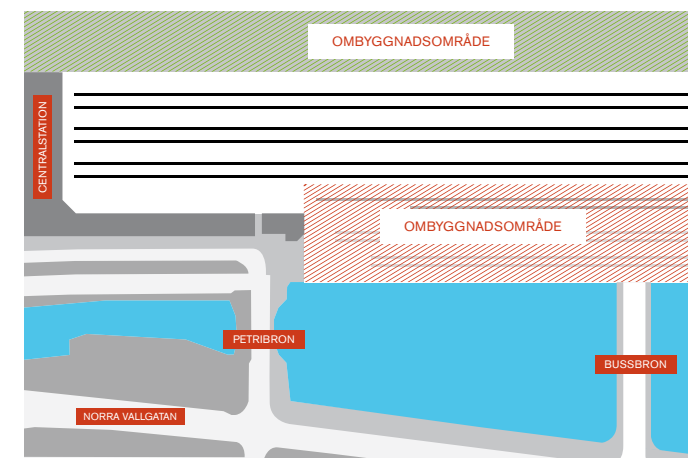 OMBYGGNADSOMRÅDE
CENTRALSTATION
OMBYGGNADSOMRÅDE
PETRIBRON
BUSSBRON
NORRA VALLGATAN